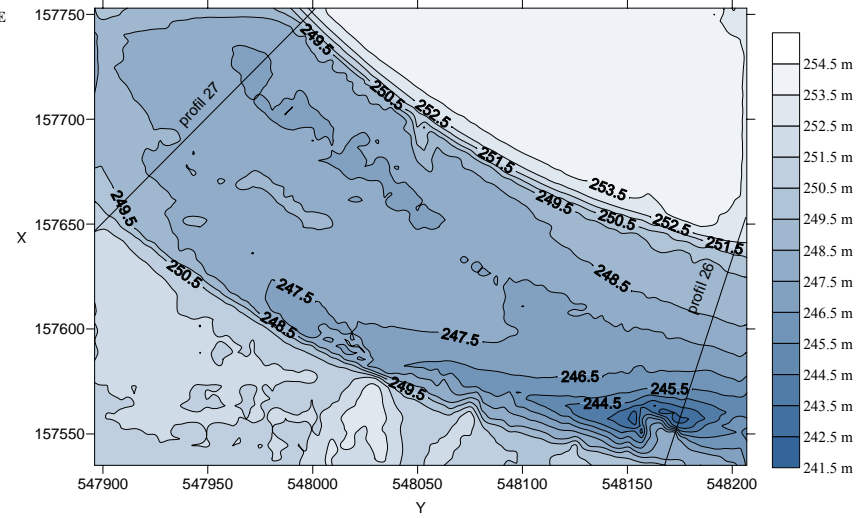 E
157750
157700
157650
157600
157550
X
547900
547950
548000
548050
548100
548150
548200
Y
profil 27
profil 26
249.5
250.5
252.5
251.5
253.5
249.5
250.5
252.5
251.5
248.5
249.5
250.5
247.5
248.5
247.5
249.5
246.5
245.5
244.5
254.5 m
253.5 m
252.5 m
251.5 m
250.5 m
249.5 m
248.5 m
247.5 m
246.5 m
245.5 m
244.5 m
243.5 m
242.5 m
241.5 m